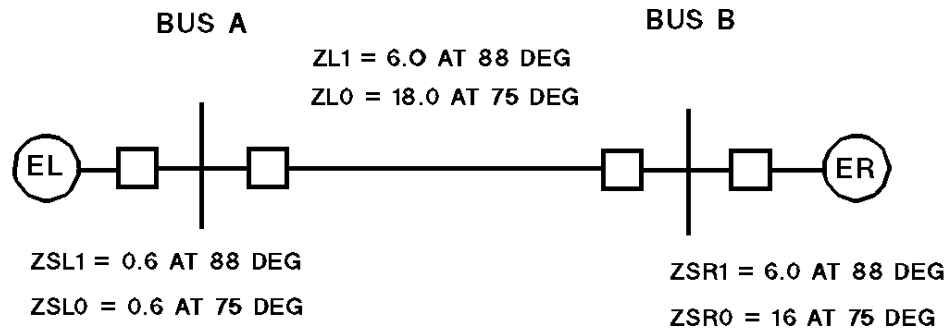 BUS A
BUS B
ZL1 = 6.0 AT 88 DEG
ZL0 = 18.0 AT 75 DEG
EL
ER
ZSL1 = 0.6 AT 88 DEG
ZSL0 = 0.6 AT 75 DEG
ZSR1 = 6.0 AT 88 DEG
ZSR0 = 16 AT 75 DEG